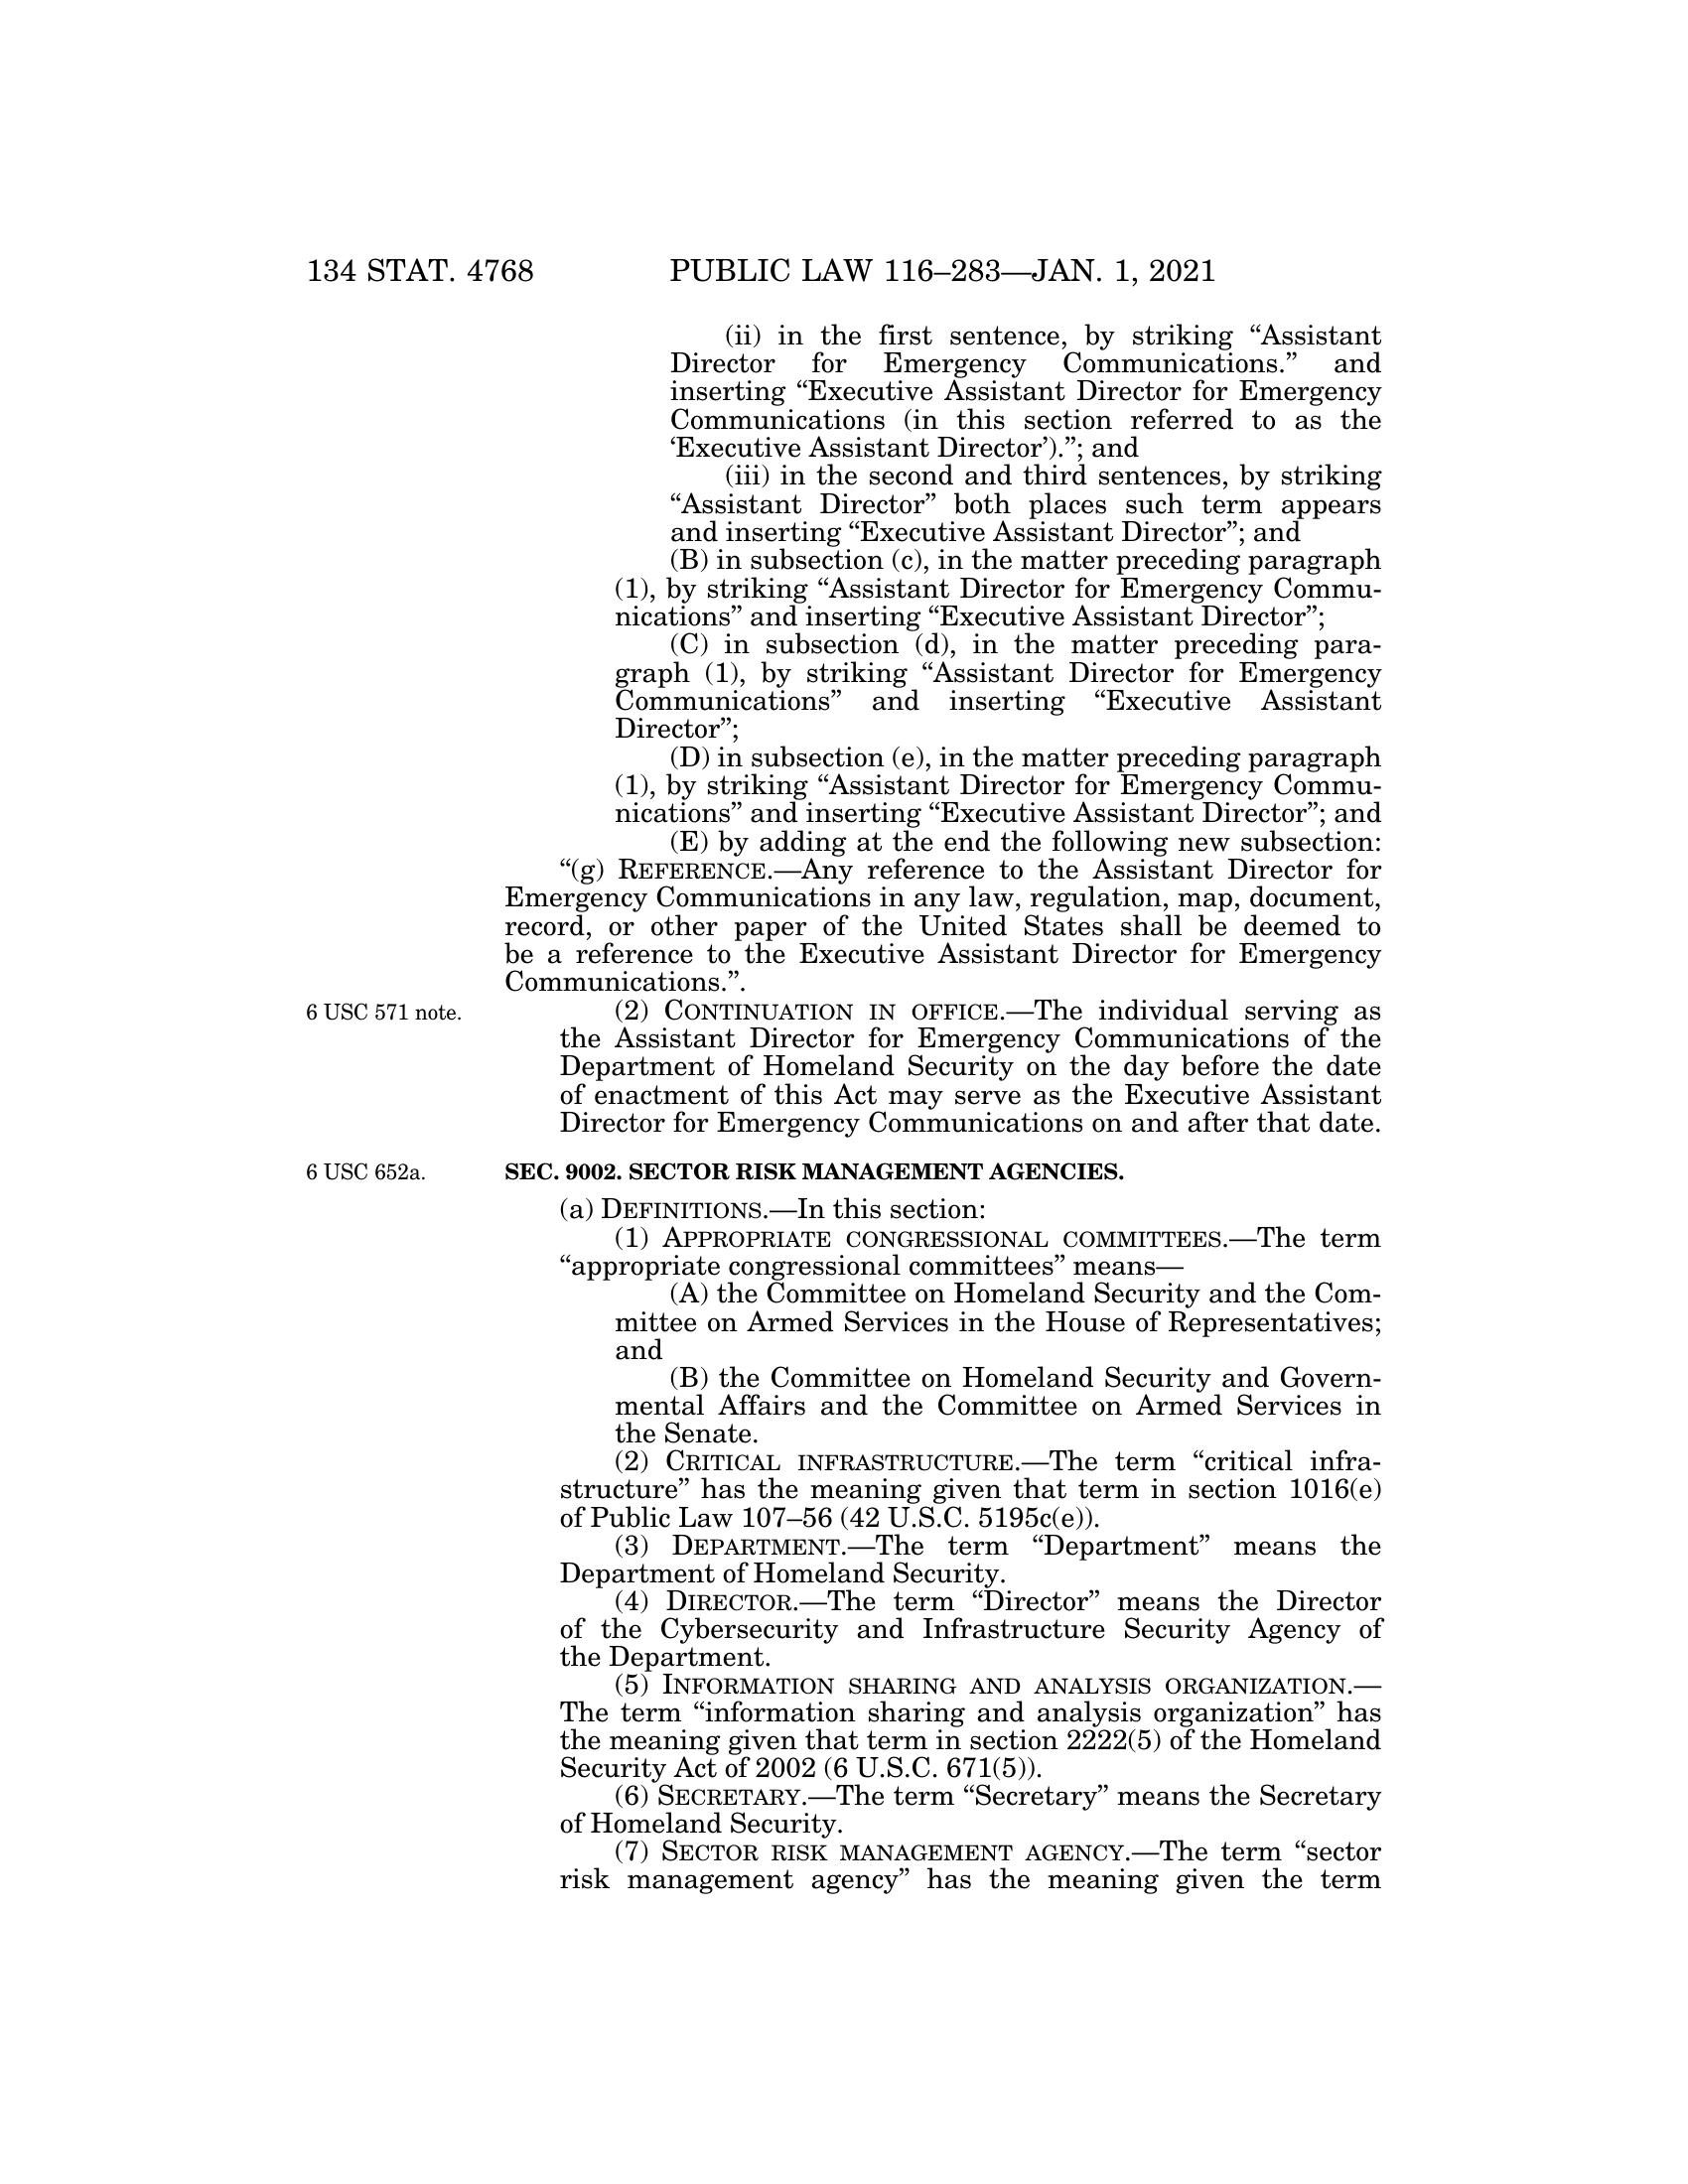 134 STAT. 4768 PUBLIC LAW 116–283—JAN. 1, 2021
(ii) in the first sentence, by striking “Assistant
Director for Emergency Communications.” and
inserting “Executive Assistant Director for Emergency
Communications (in this section referred to as the
‘Executive Assistant Director’).”; and
(iii) in the second and third sentences, by striking
“Assistant Director” both places such term appears
and inserting “Executive Assistant Director”; and
(B) in subsection (c), in the matter preceding paragraph
(1), by striking “Assistant Director for Emergency Commu-
nications” and inserting “Executive Assistant Director”;
(C) in subsection (d), in the matter preceding para-
graph (1), by striking “Assistant Director for Emergency
Communications” and inserting “Executive Assistant
Director”;
(D) in subsection (e), in the matter preceding paragraph
(1), by striking “Assistant Director for Emergency Commu-
nications” and inserting “Executive Assistant Director”; and
(E) by adding at the end the following new subsection:
“(g) REFERENCE.—Any reference to the Assistant Director for
Emergency Communications in any law, regulation, map, document,
record, or other paper of the United States shall be deemed to
be a reference to the Executive Assistant Director for Emergency
Communications.”.
6 USC 571 note.
(2) CONTINUATION IN OFFICE.—The individual serving as
the Assistant Director for Emergency Communications of the
Department of Homeland Security on the day before the date
of enactment of this Act may serve as the Executive Assistant
Director for Emergency Communications on and after that date.
6 USC 652a.
SEC. 9002. SECTOR RISK MANAGEMENT AGENCIES.
(a) DEFINITIONS.—In this section:
(1) APPROPRIATE CONGRESSIONAL COMMITTEES.—The term
“appropriate congressional committees” means—
(A) the Committee on Homeland Security and the Com-
mittee on Armed Services in the House of Representatives;
and
(B) the Committee on Homeland Security and Govern-
mental Affairs and the Committee on Armed Services in
the Senate.
(2) CRITICAL INFRASTRUCTURE.—The term “critical infra-
structure” has the meaning given that term in section 1016(e)
of Public Law 107–56 (42 U.S.C. 5195c(e)).
(3) DEPARTMENT.—The term “Department” means the
Department of Homeland Security.
(4) DIRECTOR.—The term “Director” means the Director
of the Cybersecurity and Infrastructure Security Agency of
the Department.
(5) INFORMATION SHARING AND ANALYSIS ORGANIZATION.—
The term “information sharing and analysis organization” has
the meaning given that term in section 2222(5) of the Homeland
Security Act of 2002 (6 U.S.C. 671(5)).
(6) SECRETARY.—The term “Secretary” means the Secretary
of Homeland Security.
(7) SECTOR RISK MANAGEMENT AGENCY.—The term “sector
risk management agency” has the meaning given the term